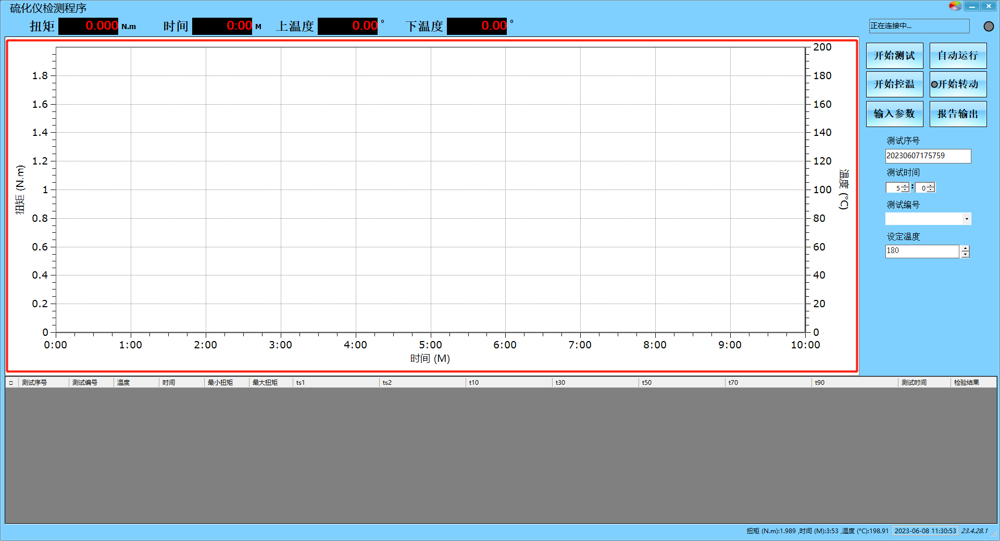 硫化仪检测程序
扭矩 0.000 N.m 时间 0:00 M 上温度 0.00 ° 下温度 0.00 °
正在连接中...
开始测试 自动运行
开始控温 开始转动
输入参数 报告输出
测试序号
20230607175759
测试时间
5 : 0
测试编号
设定温度
180
扭矩 (N.m)
1.8
1.6
1.4
1.2
1
0.8
0.6
0.4
0.2
0
200
180
160
140
120
100
80
60
40
20
0
温度 (°C)
0:00 1:00 2:00 3:00 4:00 5:00 6:00 7:00 8:00 9:00 10:00
时间 (M)
测试序号 测试编号 温度 时间 最小扭矩 最大扭矩 ts1 ts2 t10 t30 t50 t70 t90 测试时间 检验结果
扭矩 (N.m):1.989 ,时间 (M):3:53 ,温度 (°C):198.91 2023-06-08 11:30:53 23.4.28.1